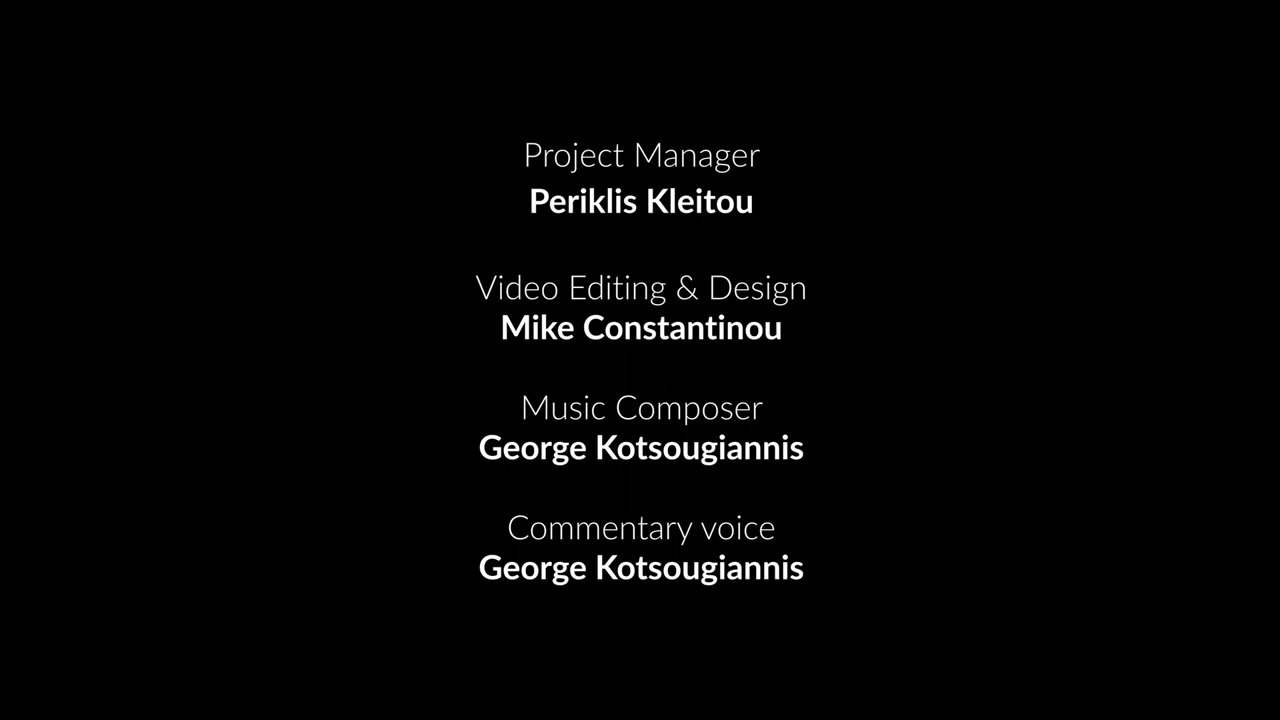 Project Manager
Periklis Kleitou
Video Editing & Design
Mike Constantinou
Music Composer
George Kotsougiannis
Commentary voice
George Kotsougiannis